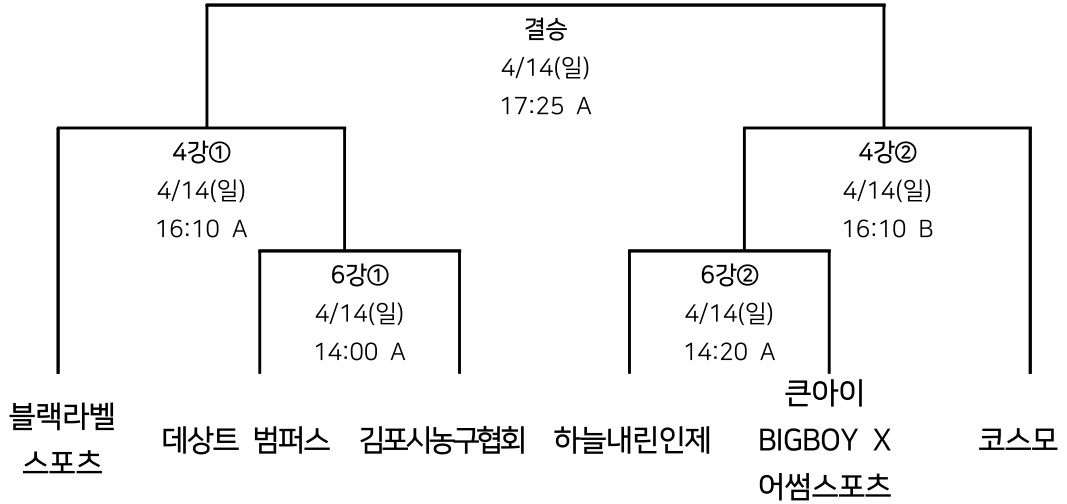 결승
4/14(일)
17:25 A
4강①
4/14(일)
16:10 A
4강②
4/14(일)
16:10 B
6강①
4/14(일)
14:00 A
6강②
4/14(일)
14:20 A
블랙라벨
스포츠
데상트 범퍼스
김포시농구협회
하늘내린인제
큰아이
BIGBOY X
어썸스포츠
코스모